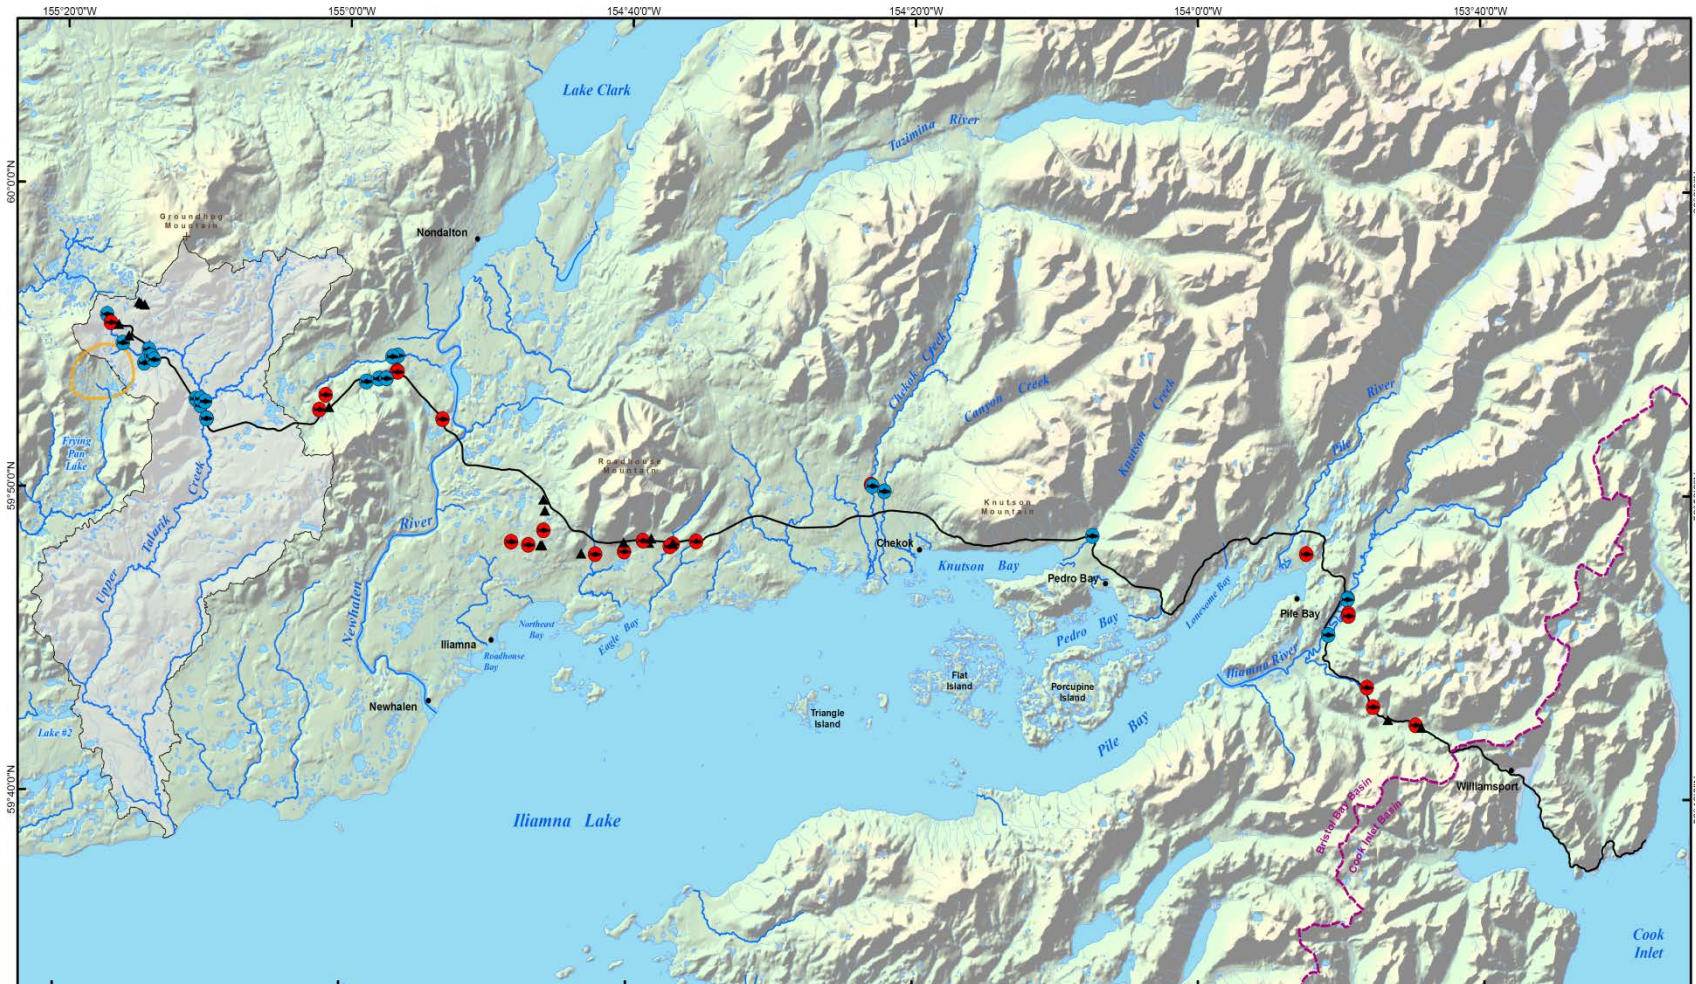 155°20'0"W
155°0'0"W
154°40'0"W
154°20'0"W
154°0'0"W
153°40'0"W
Lake Clark
Tazimina River
60°0'0"N
Groundhog
Mountain
Nondalton
Chekok Creek
Canyon Creek
Knutson Creek
Pile River
Frying
Pan
Lake
Roadhouse
Mountain
59°50'0"N
Upper Talarik Creek
Newhalen River
Knutson
Mountain
Chekok
Knutson Bay
Pedro Bay
Lonesome Bay
Pile Bay
Pedro Bay
Northeast
Bay
Eagle Bay
Iliamna
Roadhouse
Bay
Iliamna River
Flat
Island
Porcupine
Island
Newhalen
Triangle
Island
Lake #2
Pile Bay
59°40'0"N
Williamsport
Bristol Bay Basin
Cook Inlet Basin
Iliamna Lake
Cook
Inlet